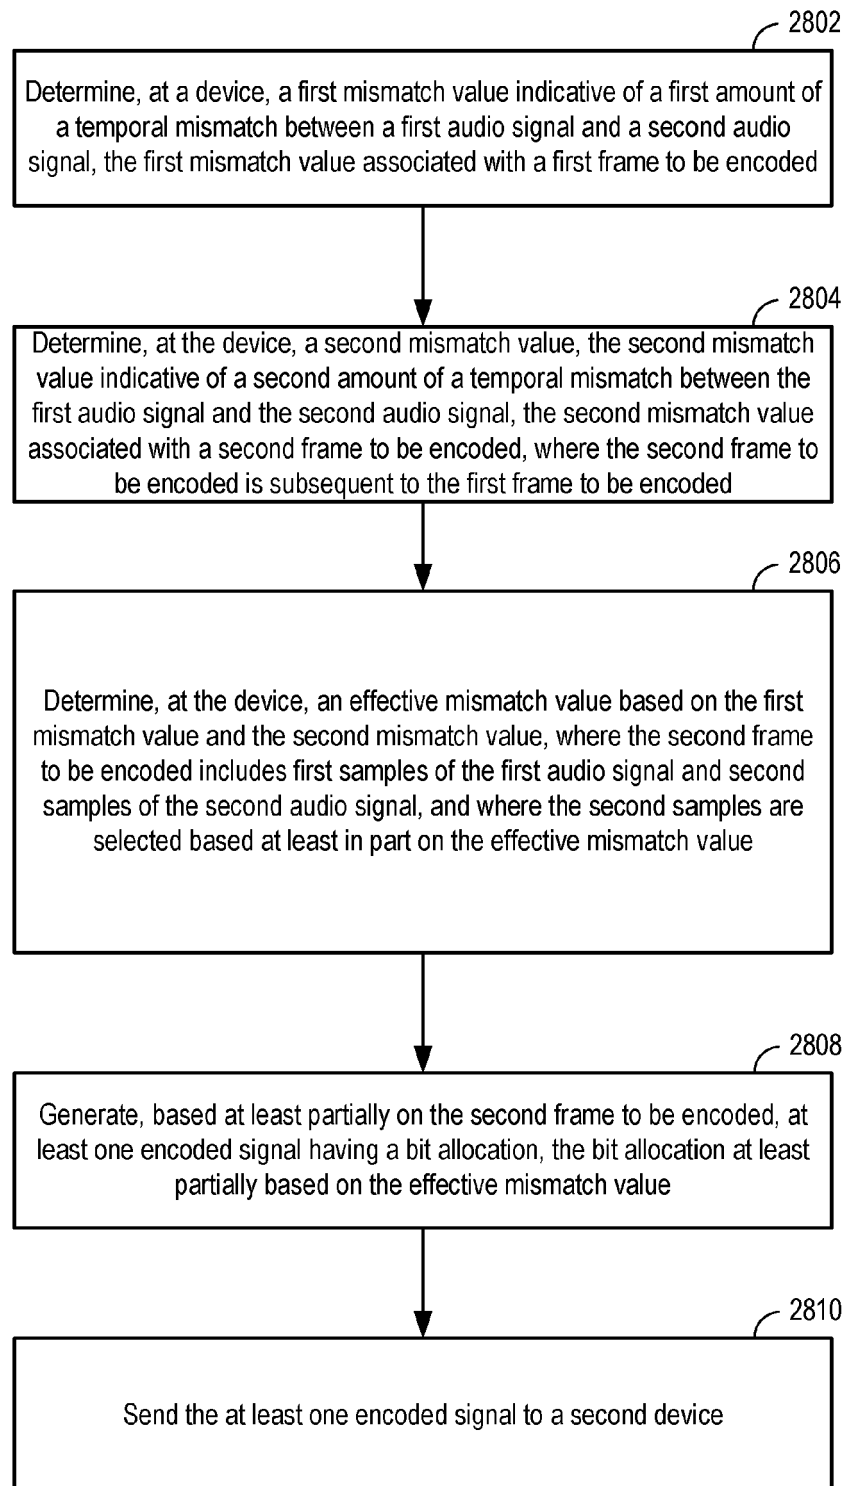 2802
Determine, at a device, a first mismatch value indicative of a first amount of
a temporal mismatch between a first audio signal and a second audio
signal, the first mismatch value associated with a first frame to be encoded
2804
Determine, at the device, a second mismatch value, the second mismatch
value indicative of a second amount of a temporal mismatch between the
first audio signal and the second audio signal, the second mismatch value
associated with a second frame to be encoded, where the second frame to
be encoded is subsequent to the first frame to be encoded
2806
Determine, at the device, an effective mismatch value based on the first
mismatch value and the second mismatch value, where the second frame
to be encoded includes first samples of the first audio signal and second
samples of the second audio signal, and where the second samples are
selected based at least in part on the effective mismatch value
2808
Generate, based at least partially on the second frame to be encoded, at
least one encoded signal having a bit allocation, the bit allocation at least
partially based on the effective mismatch value
2810
Send the at least one encoded signal to a second device